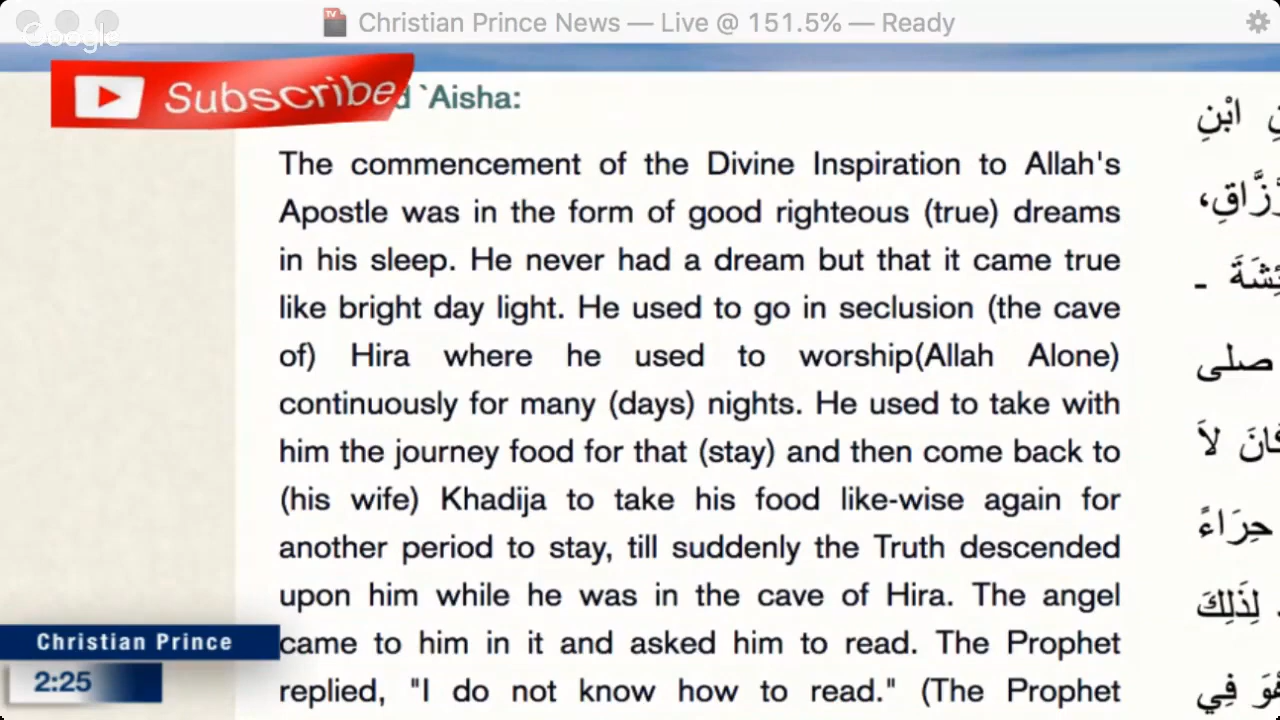 Christian Prince News — Live @ 151.5% — Ready
Google
Subscribe
`Aisha:
The commencement of the Divine Inspiration to Allah's
Apostle was in the form of good righteous (true) dreams
in his sleep. He never had a dream but that it came true
like bright day light. He used to go in seclusion (the cave
of) Hira where he used to worship(Allah Alone)
continuously for many (days) nights. He used to take with
him the journey food for that (stay) and then come back to
(his wife) Khadija to take his food like-wise again for
another period to stay, till suddenly the Truth descended
upon him while he was in the cave of Hira. The angel
came to him in it and asked him to read. The Prophet
replied, "I do not know how to read." (The Prophet
ابْنِ
صلى
لاَ
حِرَاءً
لِذَلِكَ
فِي
Christian Prince
2:25